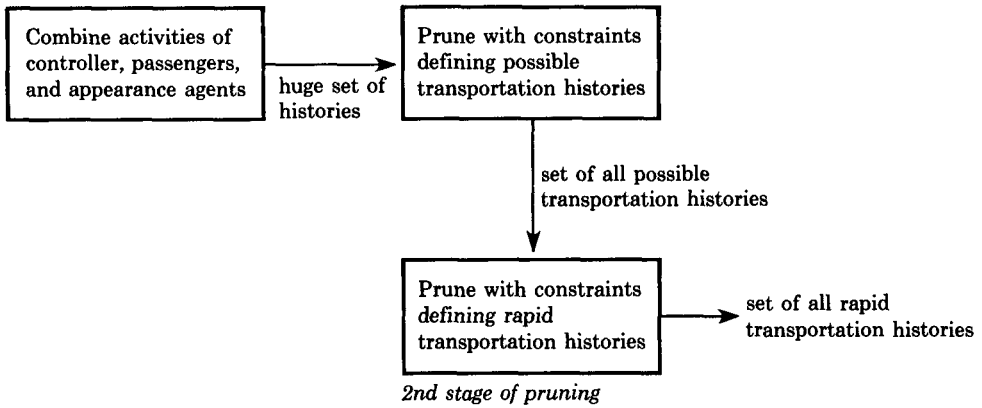 Combine activities of
controller, passengers,
and appearance agents
huge set of
histories
Prune with constraints
defining possible
transportation histories
set of all possible
transportation histories
Prune with constraints
defining rapid
transportation histories
set of all rapid
transportation histories
2nd stage of pruning